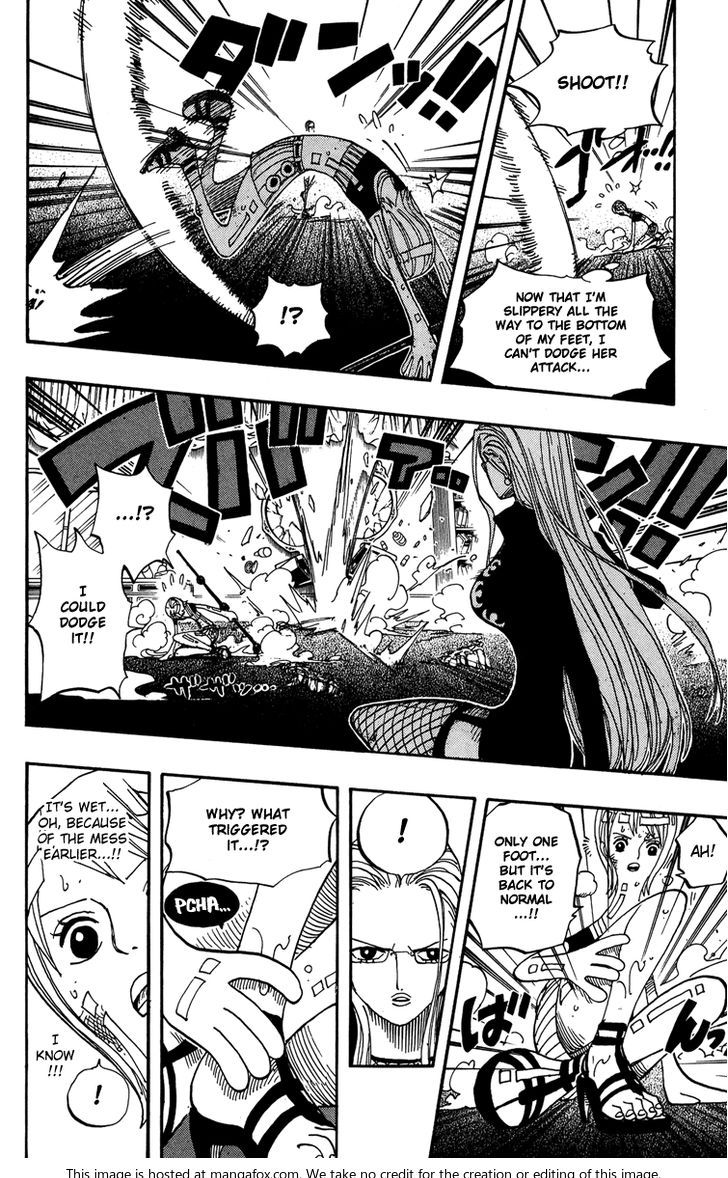 SHOOT!!
NOW THAT I'M
SLIPPERY ALL THE
WAY TO THE BOTTOM
OF MY FEET, I
CAN'T DODGE HER
ATTACK...
ダンッ!!
!?
...!?
I
COULD
DODGE
IT!!
AH!
ONLY ONE
FOOT...
BUT IT'S
BACK TO
NORMAL
...!!
ばんっ
!
WHY? WHAT
TRIGGERED
IT...!?
PCHA...
IT'S WET...
OH, BECAUSE
OF THE MESS
EARLIER...!!
I
KNOW
!!!
!
This image is hosted at mangafox.com. We take no credit for the creation or editing of this image.